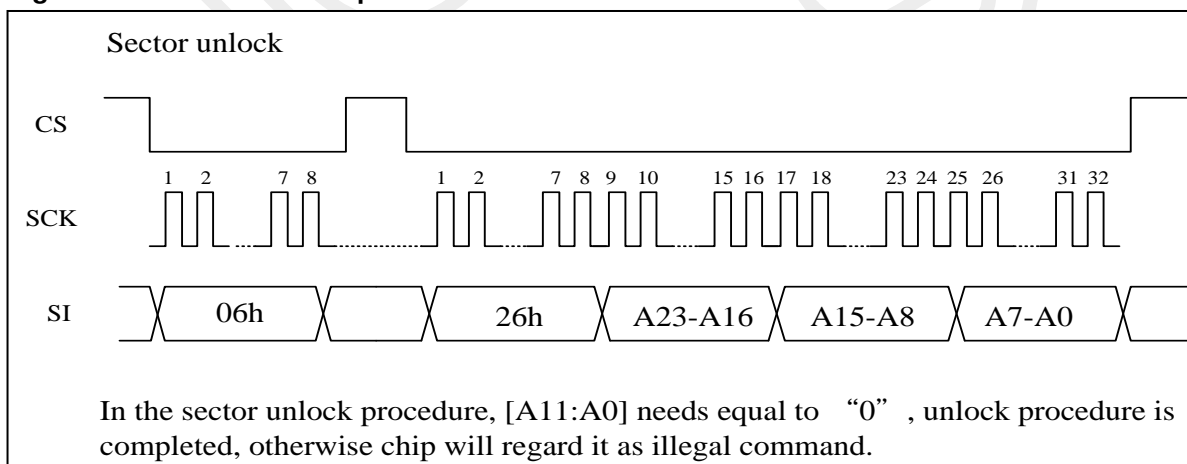 Sector unlock
CS
1 2 7 8 1 2 7 8 9 10 15 16 17 18 23 24 25 26 31 32
SCK
SI 06h 26h A23-A16 A15-A8 A7-A0
In the sector unlock procedure, [A11:A0] needs equal to “0”, unlock procedure is
completed, otherwise chip will regard it as illegal command.